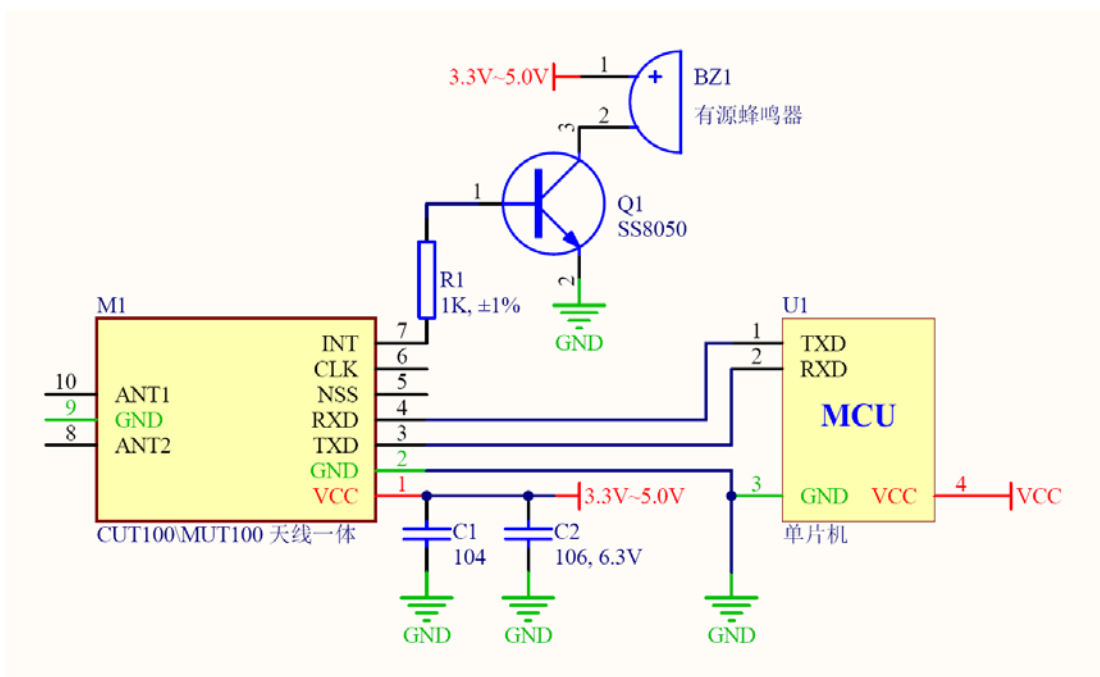 3.3V~5.0V
1
+
BZ1
2
有源蜂鸣器
3
1
Q1
SS8050
2
R1
1K, ±1%
GND
M1
U1
INT 7
CLK 6
10 ANT1
NSS 5
9 GND
RXD 4
8 ANT2
TXD 3
GND 2
VCC 1
1 TXD
2 RXD
MCU
3 GND
VCC 4
VCC
3.3V~5.0V
CUT100\MUT100 天线一体
单片机
C1
104
C2
106, 6.3V
GND
GND
GND